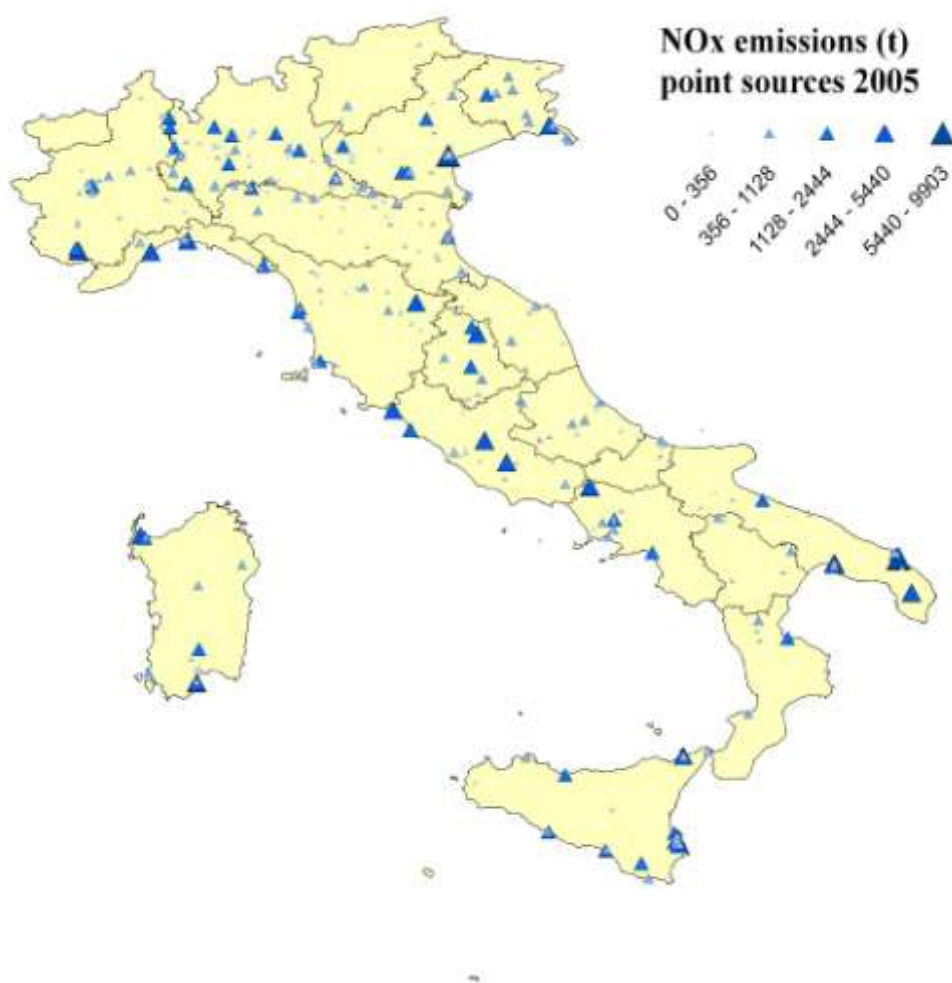 NOx emissions (t)
point sources 2005
0 - 356
356 - 1128
1128 - 2444
2444 - 5440
5440 - 9903